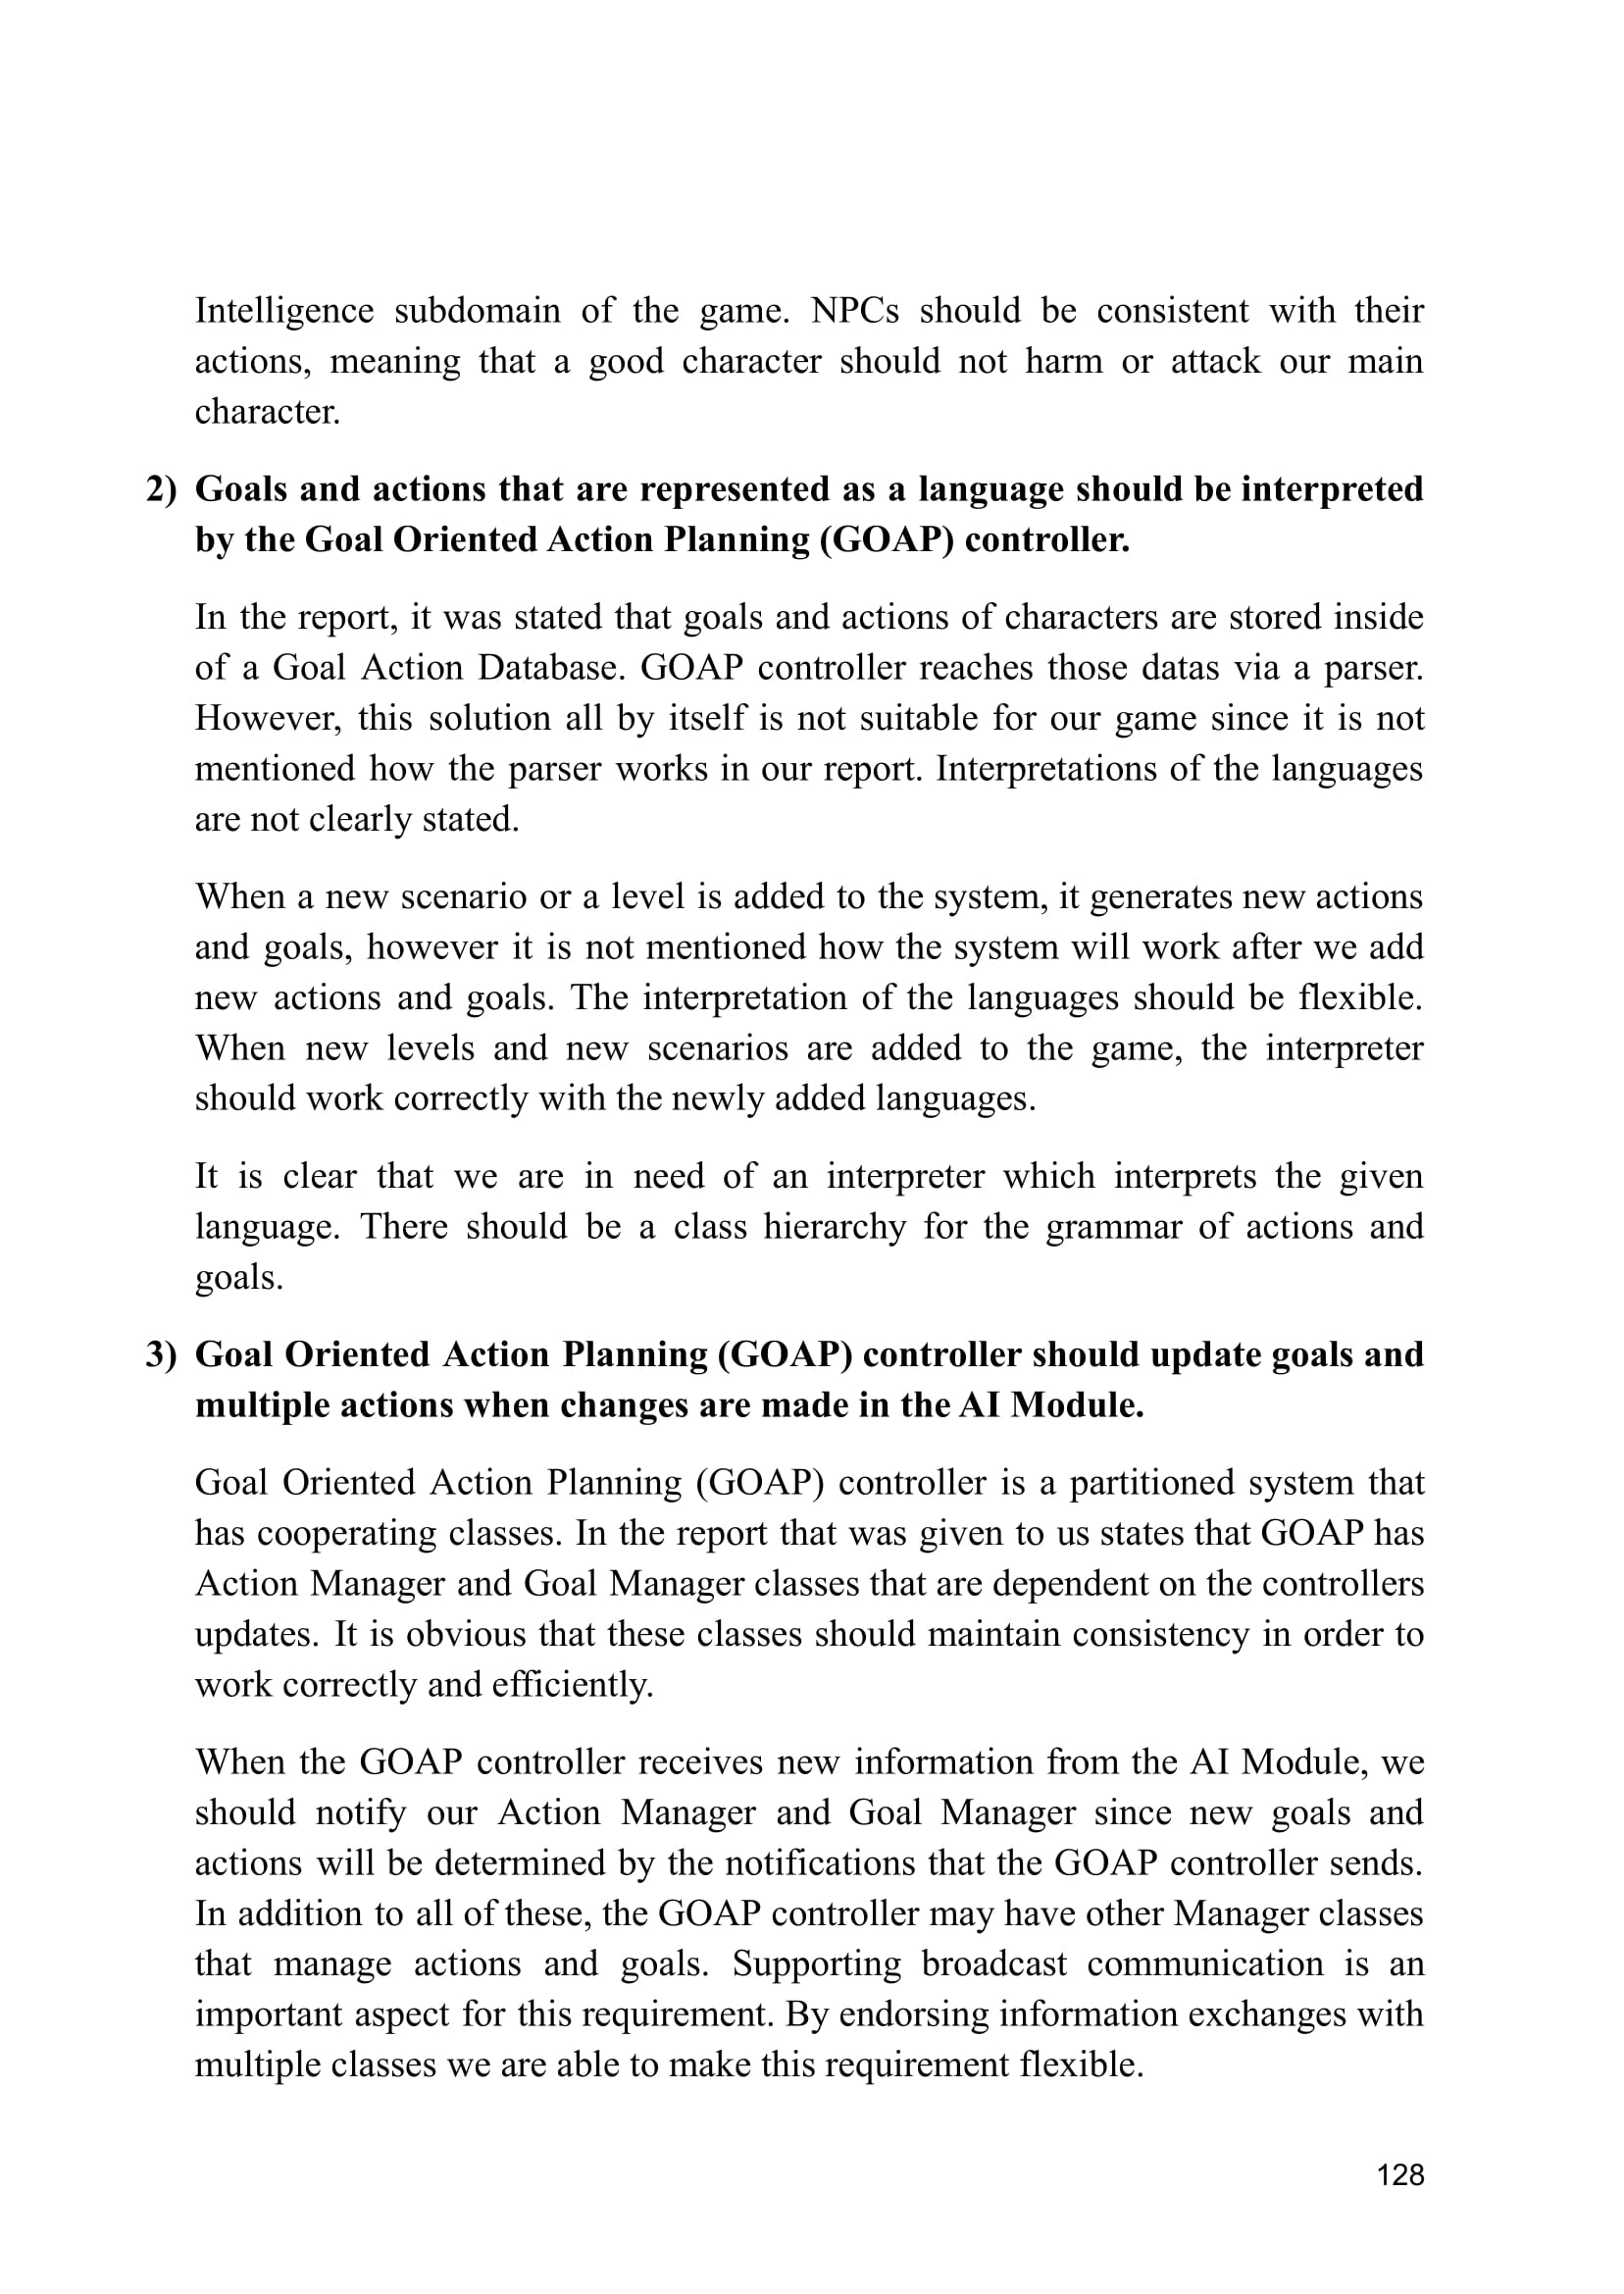 Intelligence subdomain of the game. NPCs should be consistent with their
actions, meaning that a good character should not harm or attack our main
character.
2) Goals and actions that are represented as a language should be interpreted
by the Goal Oriented Action Planning (GOAP) controller.
In the report, it was stated that goals and actions of characters are stored inside
of a Goal Action Database. GOAP controller reaches those datas via a parser.
However, this solution all by itself is not suitable for our game since it is not
mentioned how the parser works in our report. Interpretations of the languages
are not clearly stated.
When a new scenario or a level is added to the system, it generates new actions
and goals, however it is not mentioned how the system will work after we add
new actions and goals. The interpretation of the languages should be flexible.
When new levels and new scenarios are added to the game, the interpreter
should work correctly with the newly added languages.
It is clear that we are in need of an interpreter which interprets the given
language. There should be a class hierarchy for the grammar of actions and
goals.
3) Goal Oriented Action Planning (GOAP) controller should update goals and
multiple actions when changes are made in the AI Module.
Goal Oriented Action Planning (GOAP) controller is a partitioned system that
has cooperating classes. In the report that was given to us states that GOAP has
Action Manager and Goal Manager classes that are dependent on the controllers
updates. It is obvious that these classes should maintain consistency in order to
work correctly and efficiently.
When the GOAP controller receives new information from the AI Module, we
should notify our Action Manager and Goal Manager since new goals and
actions will be determined by the notifications that the GOAP controller sends.
In addition to all of these, the GOAP controller may have other Manager classes
that manage actions and goals. Supporting broadcast communication is an
important aspect for this requirement. By endorsing information exchanges with
multiple classes we are able to make this requirement flexible.
128